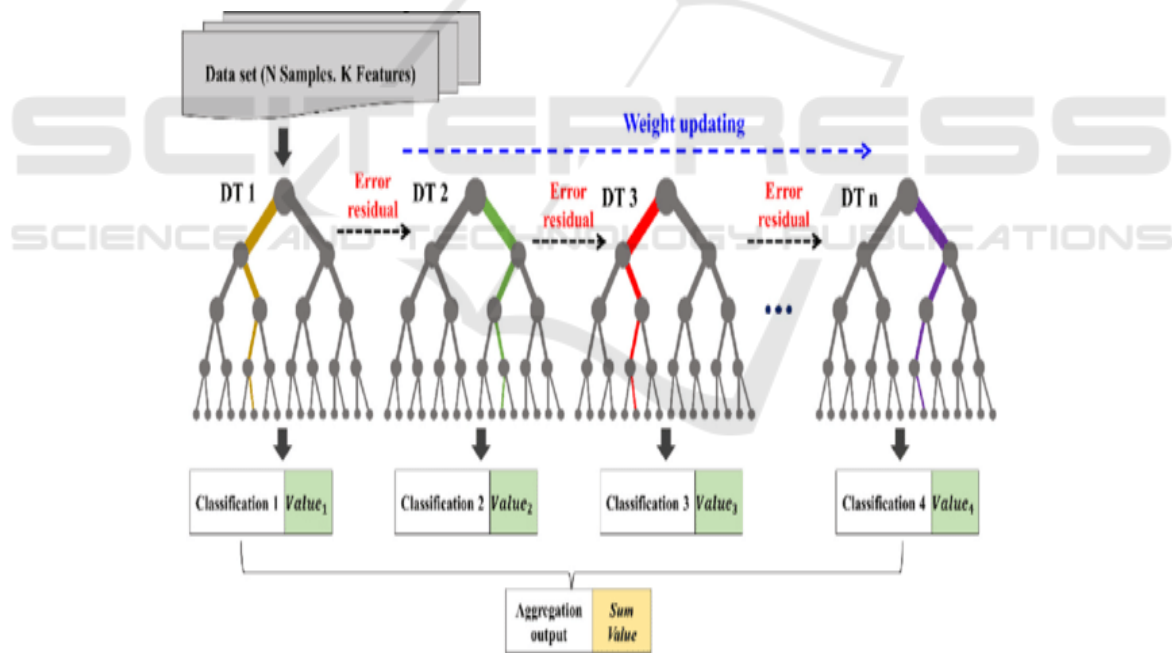 Data set (N Samples. K Features)
SCITEPRESS
SCIENCE AND TECHNOLOGY PUBLICATIONS
Weight updating
DT 1
Error
residual
DT 2
Error
residual
DT 3
Error
residual
DT n
...
Classification 1 Value₁
Classification 2 Value₂
Classification 3 Value₃
Classification 4 Value₄
Aggregation
output
Sum
Value